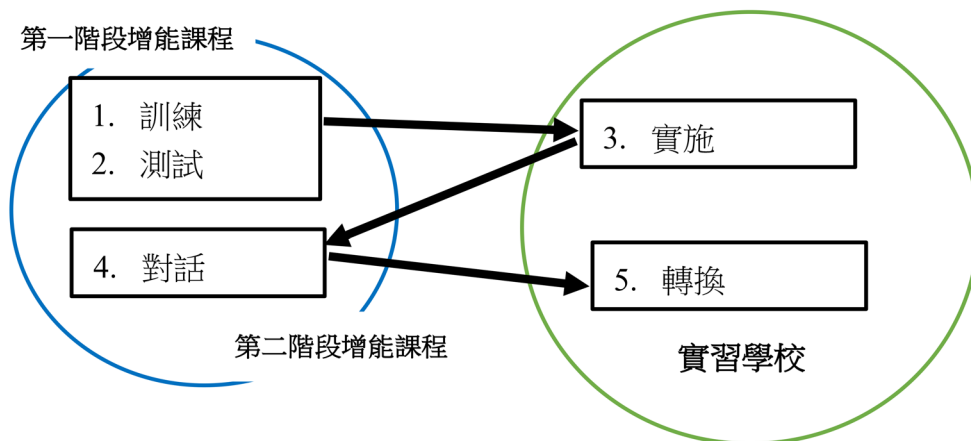 第一階段增能課程
1. 訓練
2. 測試
3. 實施
4. 對話
5. 轉換
第二階段增能課程
實習學校